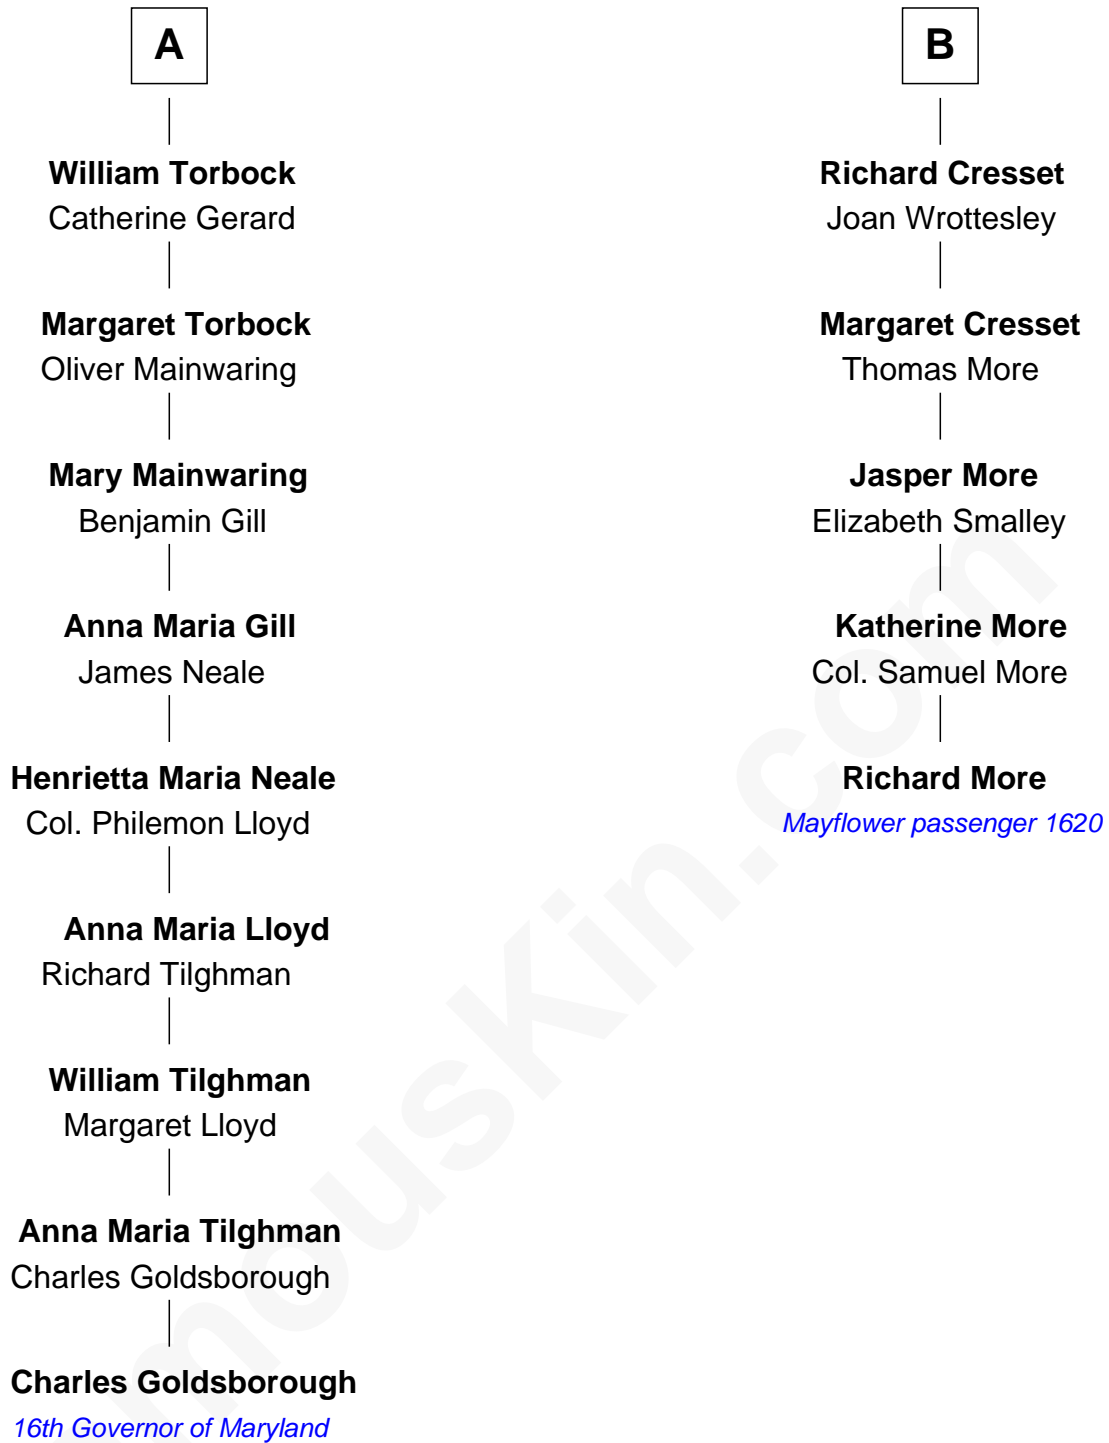 A
William Torbock
Catherine Gerard
Margaret Torbock
Oliver Mainwaring
Mary Mainwaring
Benjamin Gill
Anna Maria Gill
James Neale
Henrietta Maria Neale
Col. Philemon Lloyd
Anna Maria Lloyd
Richard Tilghman
William Tilghman
Margaret Lloyd
Anna Maria Tilghman
Charles Goldsborough
Charles Goldsborough
16th Governor of Maryland
B
Richard Cresset
Joan Wrottesley
Margaret Cresset
Thomas More
Jasper More
Elizabeth Smalley
Katherine More
Col. Samuel More
Richard More
Mayflower passenger 1620
mousKin.com